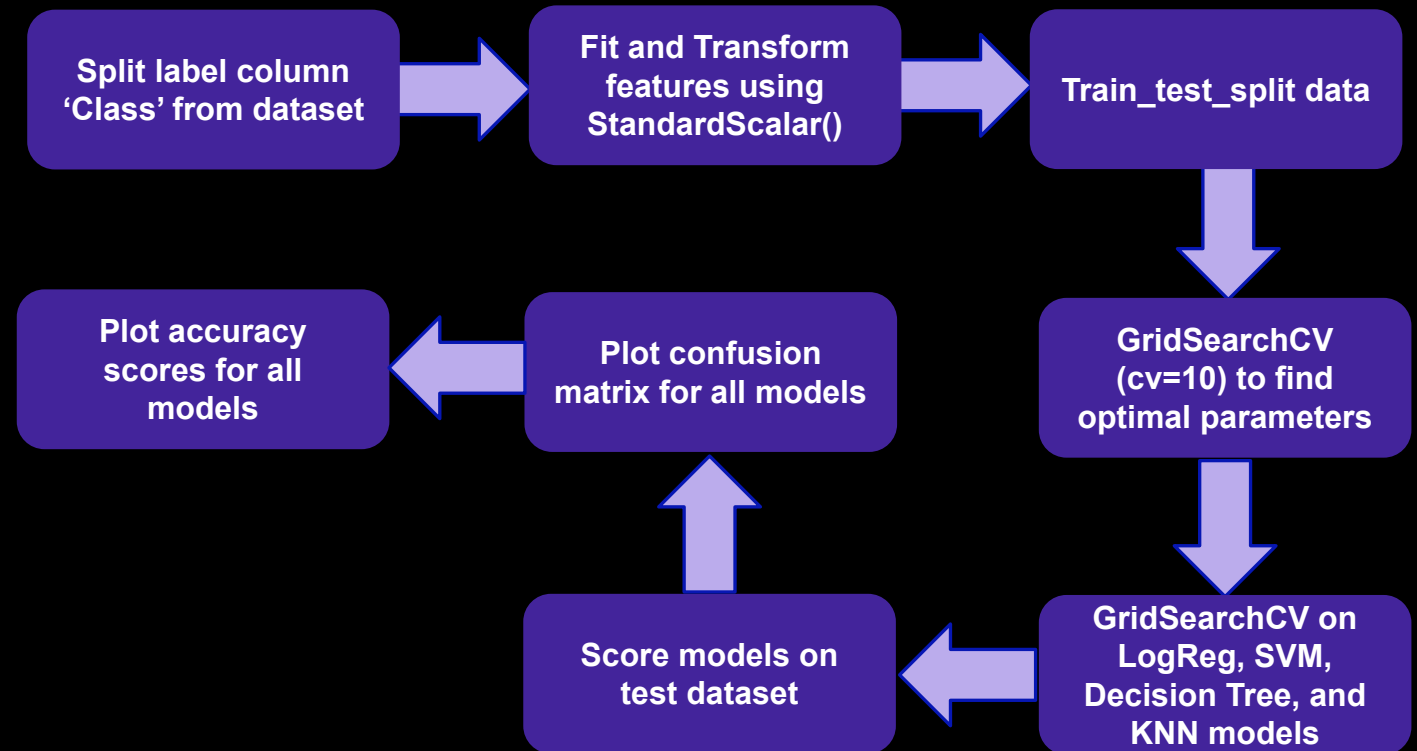 Split label column
‘Class’ from dataset
Fit and Transform
features using
StandardScalar()
Train_test_split data
GridSearchCV
(cv=10) to find
optimal parameters
GridSearchCV on
LogReg, SVM,
Decision Tree, and
KNN models
Score models on
test dataset
Plot confusion
matrix for all models
Plot accuracy
scores for all
models